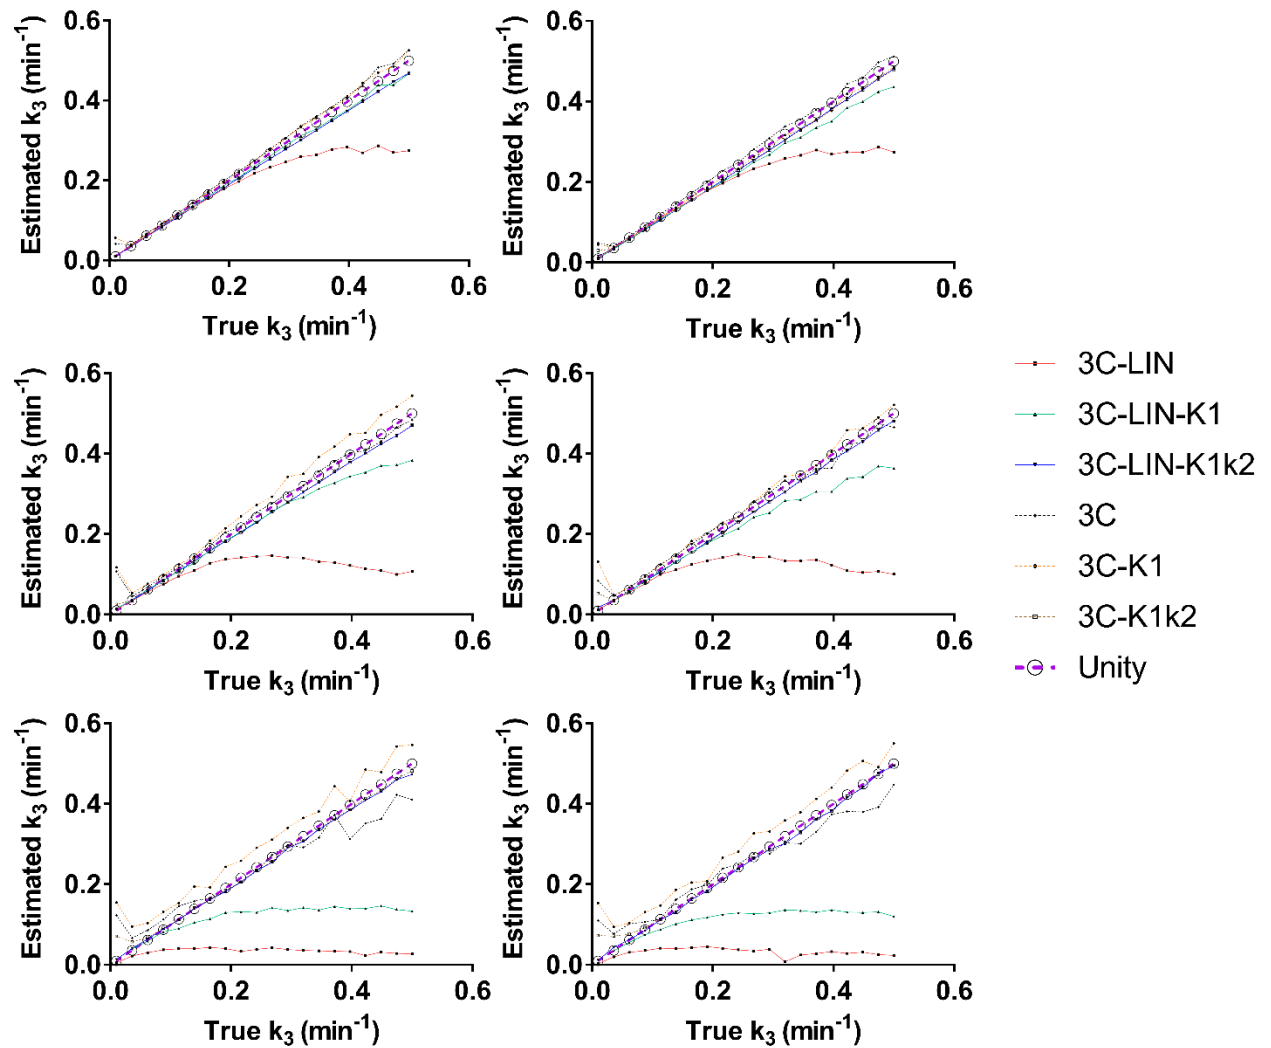 0.6
0.4
0.2
0.0
Estimated k3 (min-1)
0.0 0.2 0.4 0.6
True k3 (min-1)
0.6
0.4
0.2
0.0
Estimated k3 (min-1)
0.0 0.2 0.4 0.6
True k3 (min-1)
0.6
0.4
0.2
0.0
Estimated k3 (min-1)
0.0 0.2 0.4 0.6
True k3 (min-1)
0.6
0.4
0.2
0.0
Estimated k3 (min-1)
0.0 0.2 0.4 0.6
True k3 (min-1)
3C-LIN
3C-LIN-K1
3C-LIN-K1k2
3C
3C-K1
3C-K1k2
Unity
0.6
0.4
0.2
0.0
Estimated k3 (min-1)
0.0 0.2 0.4 0.6
True k3 (min-1)
0.6
0.4
0.2
0.0
Estimated k3 (min-1)
0.0 0.2 0.4 0.6
True k3 (min-1)